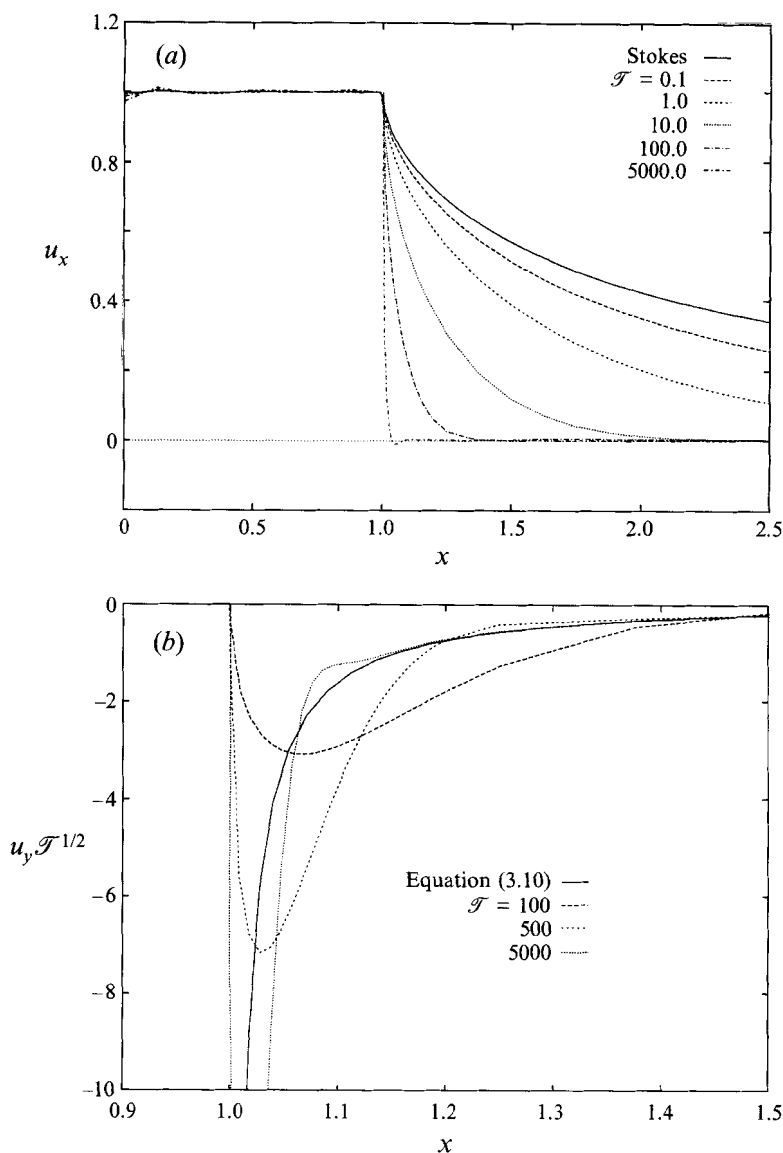 1.2
(a)
Stokes
𝒯 = 0.1
1.0
10.0
100.0
5000.0
0.8
u_x
0.4
0
0 0.5 1.0 1.5 2.0 2.5
x
0
(b)
−2
−4
u_y 𝒯^{1/2}
−6
Equation (3.10)
𝒯 = 100
500
5000
−8
−10
0.9 1.0 1.1 1.2 1.3 1.4 1.5
x